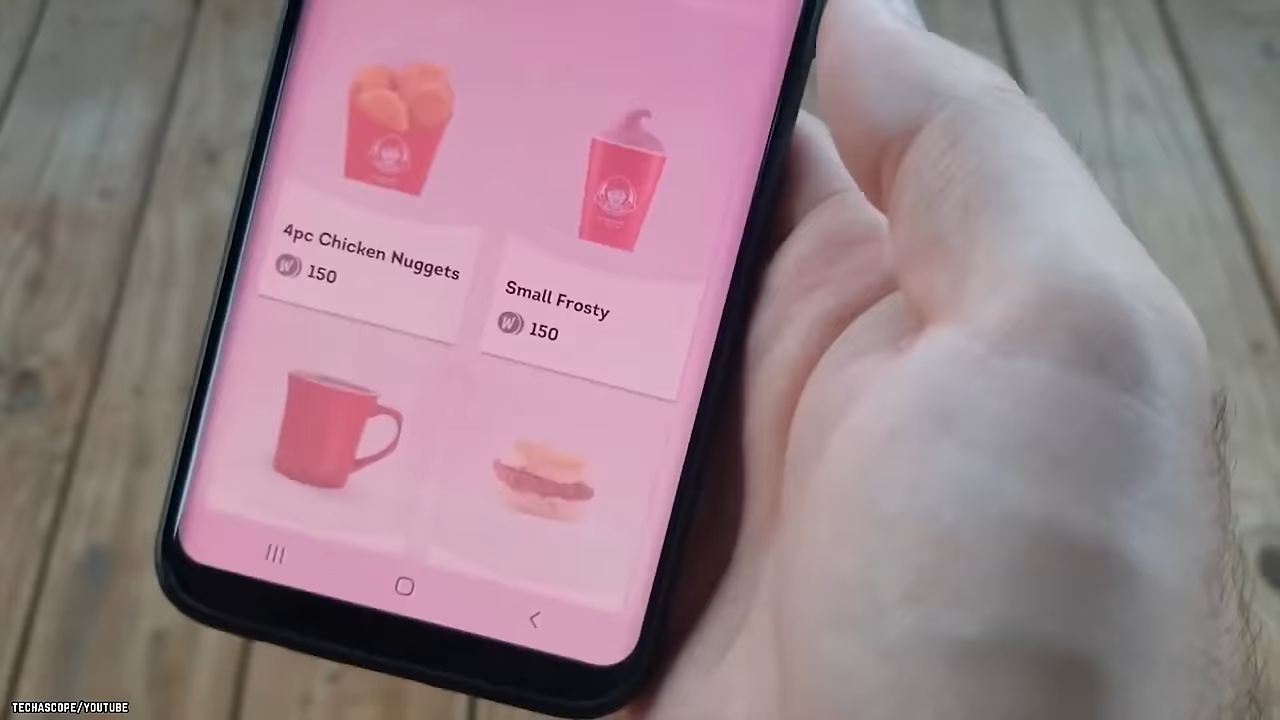 4pc Chicken Nuggets
W 150
Small Frosty
W 150
TECHASCOPE/YOUTUBE